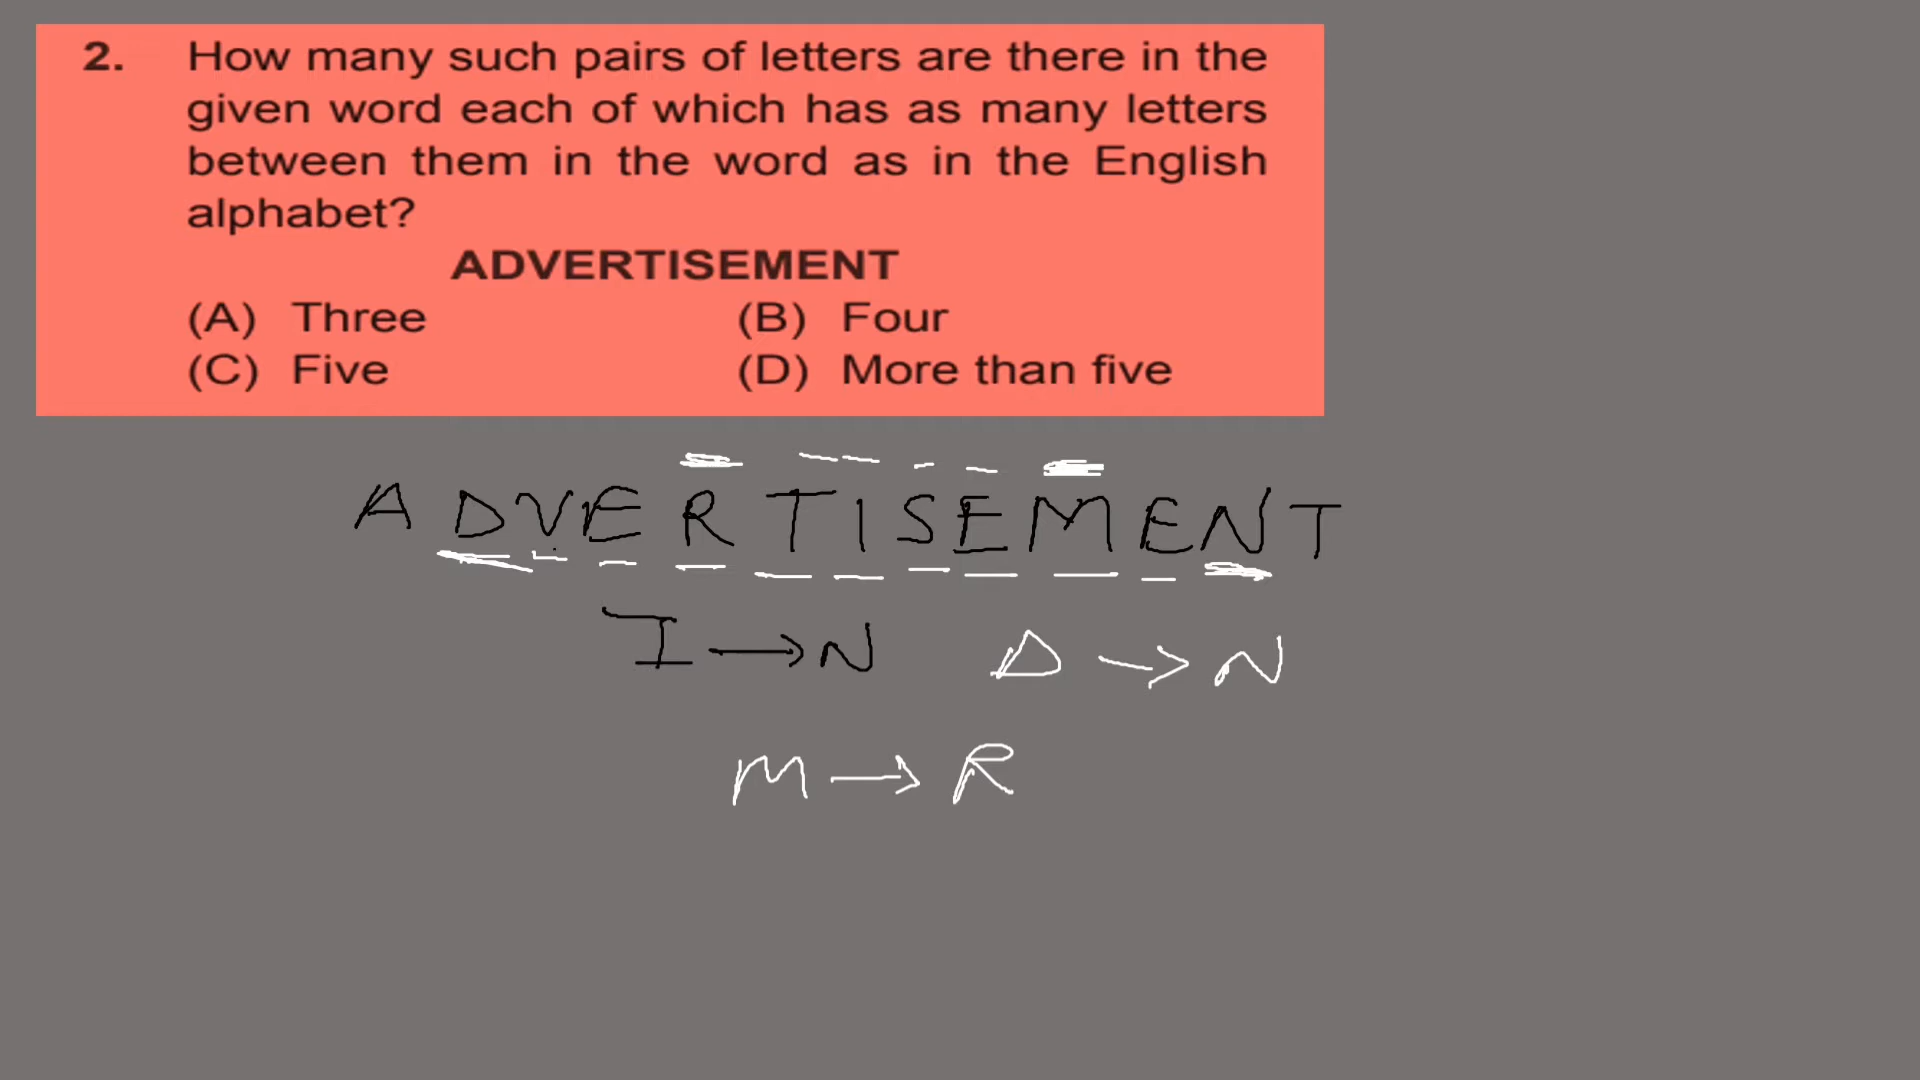 2. How many such pairs of letters are there in the
given word each of which has as many letters
between them in the word as in the English
alphabet?
ADVERTISEMENT
(A) Three (B) Four
(C) Five (D) More than five
ADVERTISEMENT
I → N D → N
M → R